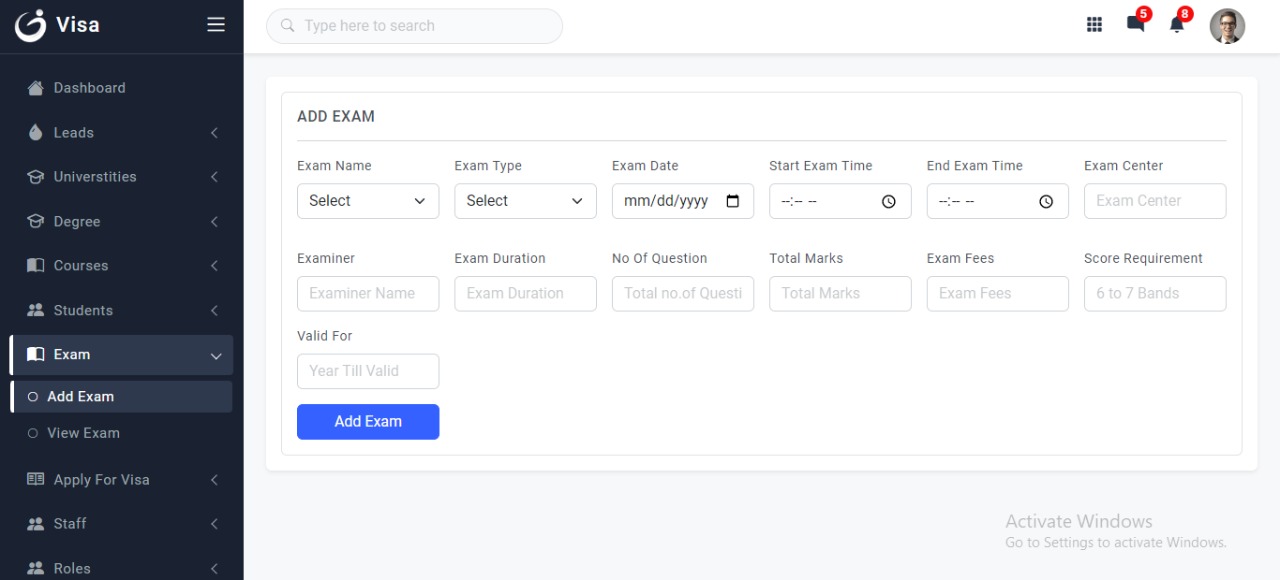 Visa
Type here to search
5
8
Dashboard
Leads
Universtities
Degree
Courses
Students
Exam
Add Exam
View Exam
Apply For Visa
Staff
Roles
ADD EXAM
Exam Name Exam Type Exam Date Start Exam Time End Exam Time Exam Center
Select Select mm/dd/yyyy --:-- -- --:-- -- Exam Center
Examiner Exam Duration No Of Question Total Marks Exam Fees Score Requirement
Examiner Name Exam Duration Total no.of Questi Total Marks Exam Fees 6 to 7 Bands
Valid For
Year Till Valid
Add Exam
Activate Windows
Go to Settings to activate Windows.